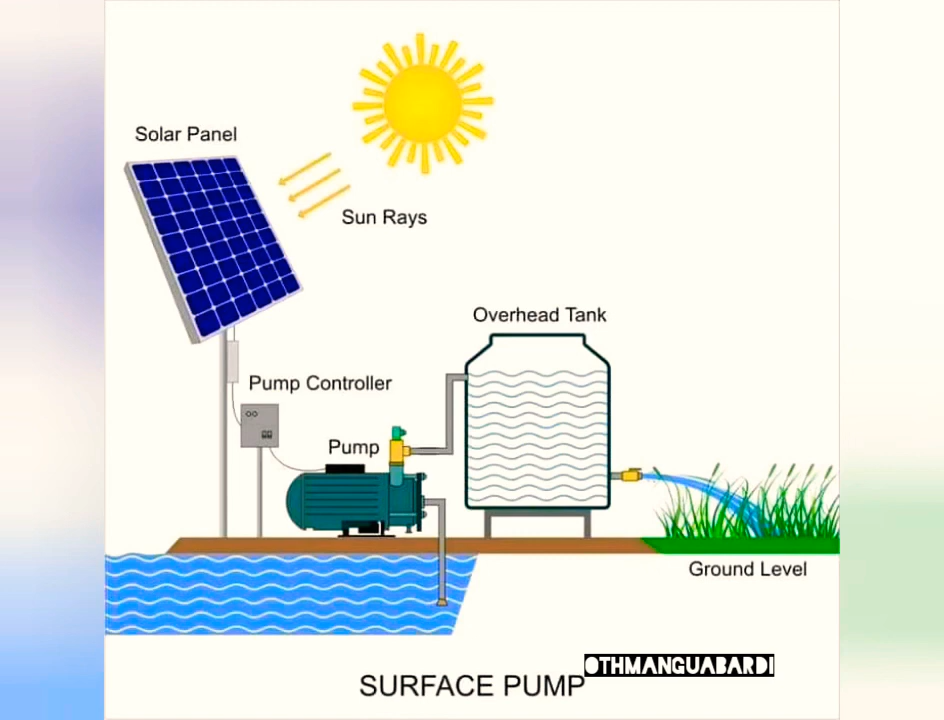 Solar Panel
Sun Rays
Overhead Tank
Pump Controller
Pump
Ground Level
OTHMANGUABARDI
SURFACE PUMP